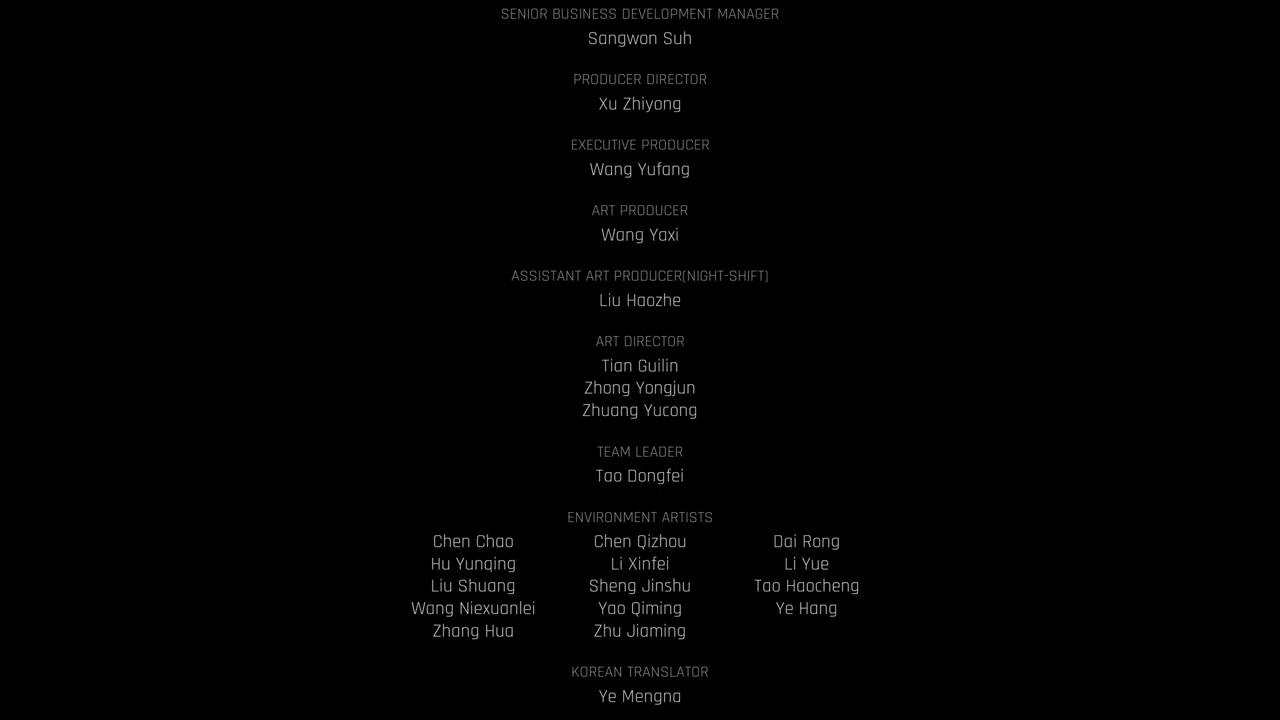 SENIOR BUSINESS DEVELOPMENT MANAGER
Sangwon Suh
PRODUCER DIRECTOR
Xu Zhiyong
EXECUTIVE PRODUCER
Wang Yufang
ART PRODUCER
Wang Yaxi
ASSISTANT ART PRODUCER(NIGHT-SHIFT)
Liu Haozhe
ART DIRECTOR
Tian Guilin
Zhong Yongjun
Zhuang Yucong
TEAM LEADER
Tao Dongfei
ENVIRONMENT ARTISTS
Chen Chao Chen Qizhou Dai Rong
Hu Yunqing Li Xinfei Li Yue
Liu Shuang Sheng Jinshu Tao Haocheng
Wang Niexuanlei Yao Qiming Ye Hang
Zhang Hua Zhu Jiaming
KOREAN TRANSLATOR
Ye Mengna